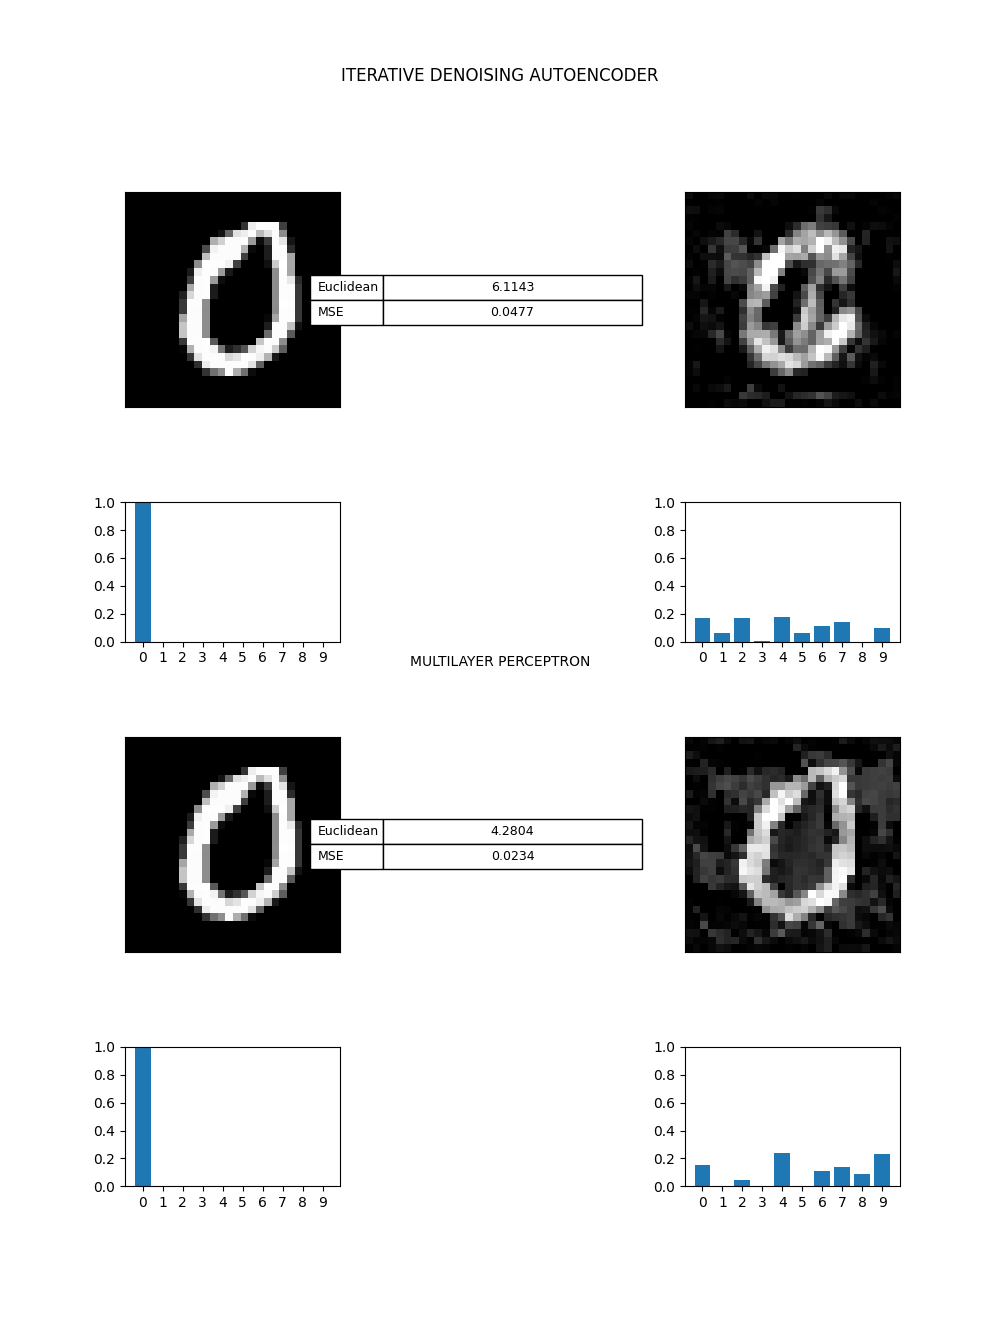 ITERATIVE DENOISING AUTOENCODER
Euclidean 6.1143
MSE 0.0477
1.0 1.0
0.8 0.8
0.6 0.6
0.4 0.4
0.2 0.2
0.0 0.0
0 1 2 3 4 5 6 7 8 9 0 1 2 3 4 5 6 7 8 9
MULTILAYER PERCEPTRON
Euclidean 4.2804
MSE 0.0234
1.0 1.0
0.8 0.8
0.6 0.6
0.4 0.4
0.2 0.2
0.0 0.0
0 1 2 3 4 5 6 7 8 9 0 1 2 3 4 5 6 7 8 9